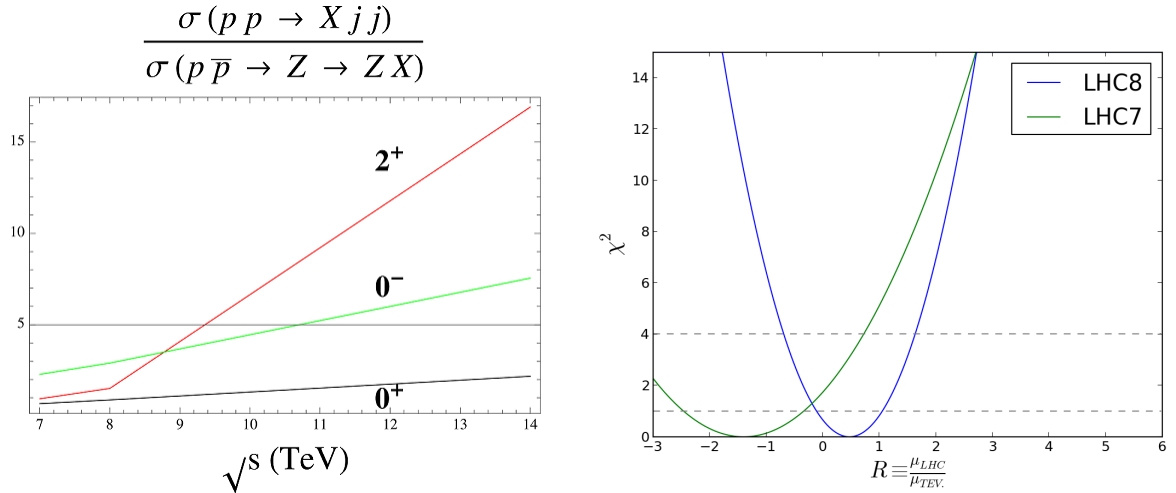 σ (p p → X j j)
σ (p p̅ → Z → Z X)
15
10
5
2⁺
0⁻
0⁺
7 8 9 10 11 12 13 14
√s (TeV)
14
12
10
8
6
4
2
0
χ²
LHC8
LHC7
−3 −2 −1 0 1 2 3 4 5 6
R≡μ_LHC/μ_TEV.